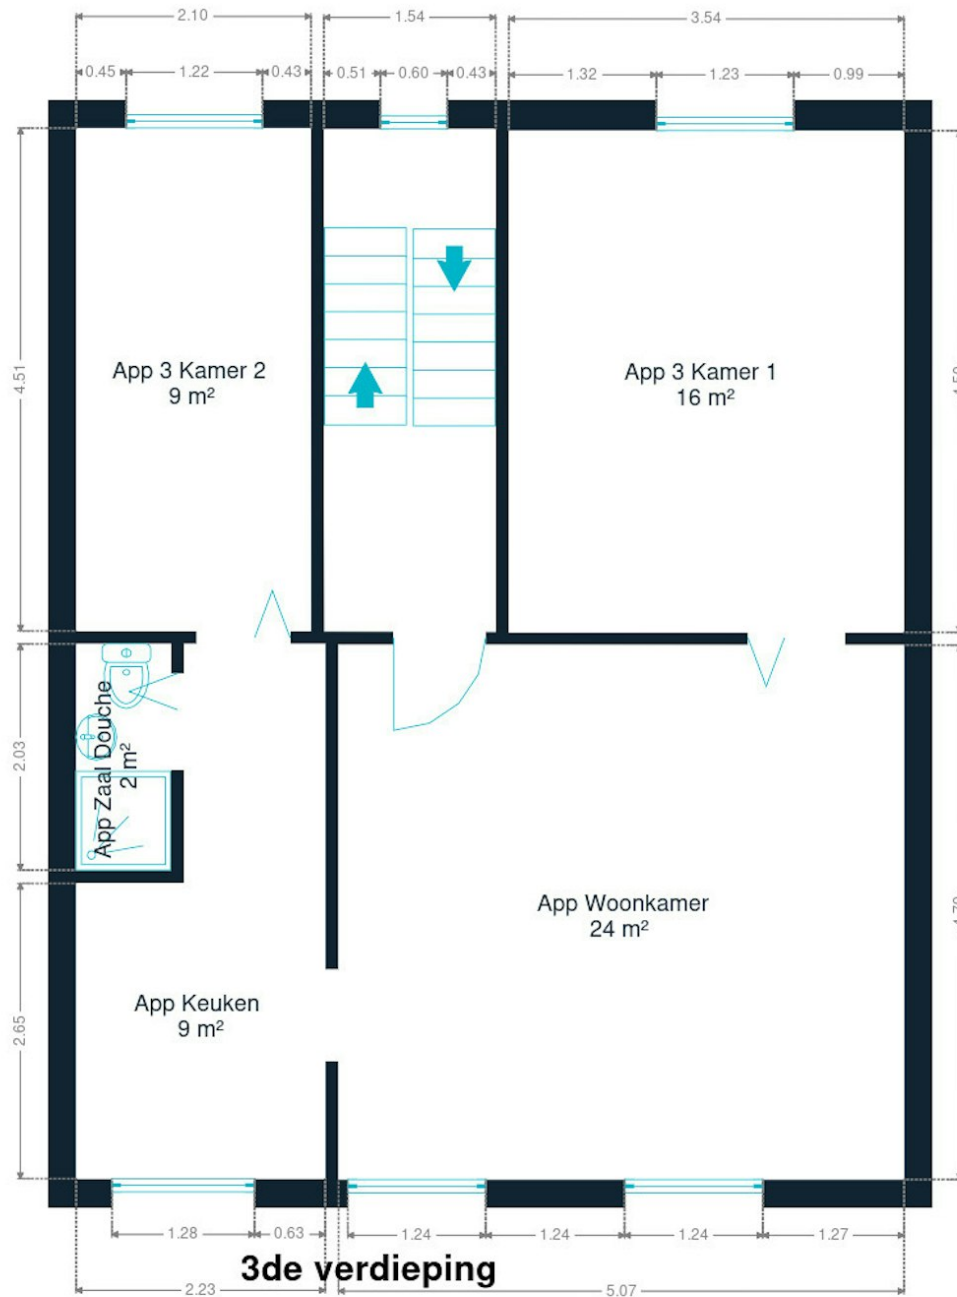 2.10
1.54
3.54
0.45
1.22
0.43
0.51
0.60
0.43
1.32
1.23
0.99
4.51
App 3 Kamer 2
9 m²
App 3 Kamer 1
16 m²
2.03
App Zaal Douche
2 m²
App Woonkamer
24 m²
App Keuken
9 m²
2.65
1.28
0.63
1.24
1.24
1.24
1.27
3de verdieping
2.23
5.07